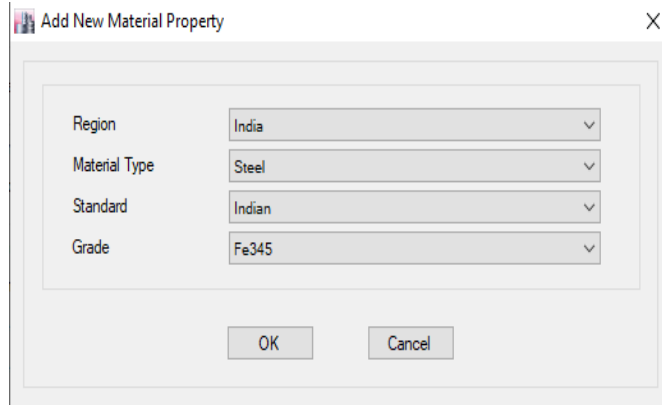 Add New Material Property
Region India
Material Type Steel
Standard Indian
Grade Fe345
OK Cancel